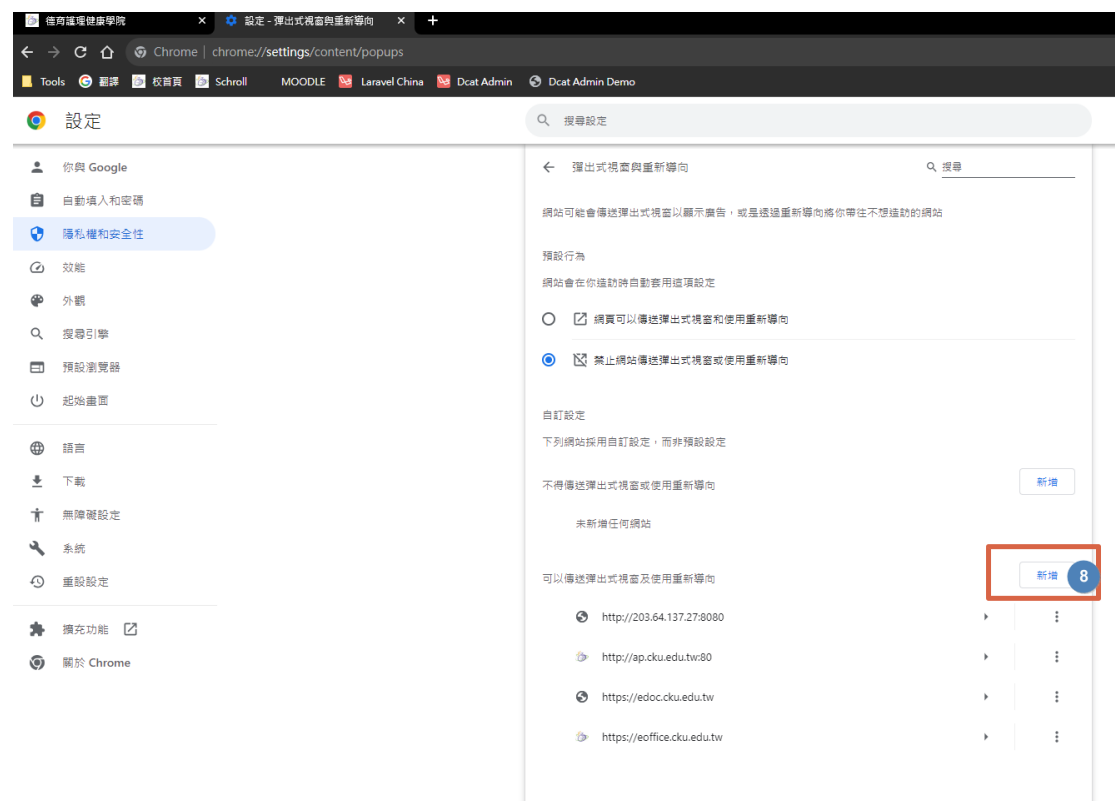 德育護理健康學院
設定 - 彈出式視窗與重新導向
Chrome | chrome://settings/content/popups
Tools 翻譯 校首頁 Schroll MOODLE Laravel China Dcat Admin Dcat Admin Demo
設定
搜尋設定
你與 Google
自動填入和密碼
隱私權和安全性
效能
外觀
搜尋引擎
預設瀏覽器
起始畫面
語言
下載
無障礙設定
系統
重設設定
擴充功能
關於 Chrome
彈出式視窗與重新導向
搜尋
網站可能會傳送彈出式視窗以顯示廣告，或是透過重新導向將你帶往不想造訪的網站
預設行為
網站會在你造訪時自動套用這項設定
網頁可以傳送彈出式視窗和使用重新導向
禁止網站傳送彈出式視窗或使用重新導向
自訂設定
下列網站採用自訂設定，而非預設設定
不得傳送彈出式視窗或使用重新導向
新增
未新增任何網站
可以傳送彈出式視窗及使用重新導向
新增 8
http://203.64.137.27:8080
http://ap.cku.edu.tw:80
https://edoc.cku.edu.tw
https://eoffice.cku.edu.tw